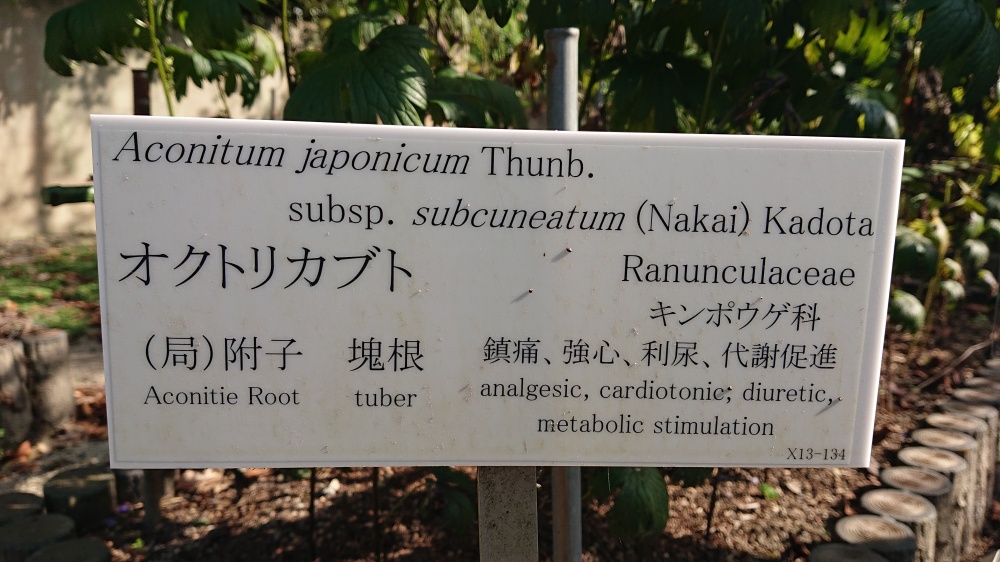 Aconitum japonicum Thunb.
subsp. subcuneatum (Nakai) Kadota
オクトリカブト Ranunculaceae
キンポウゲ科
(局)附子 塊根 鎮痛、強心、利尿、代謝促進
Aconitie Root tuber analgesic, cardiotonic, diuretic,
metabolic stimulation
X13-134